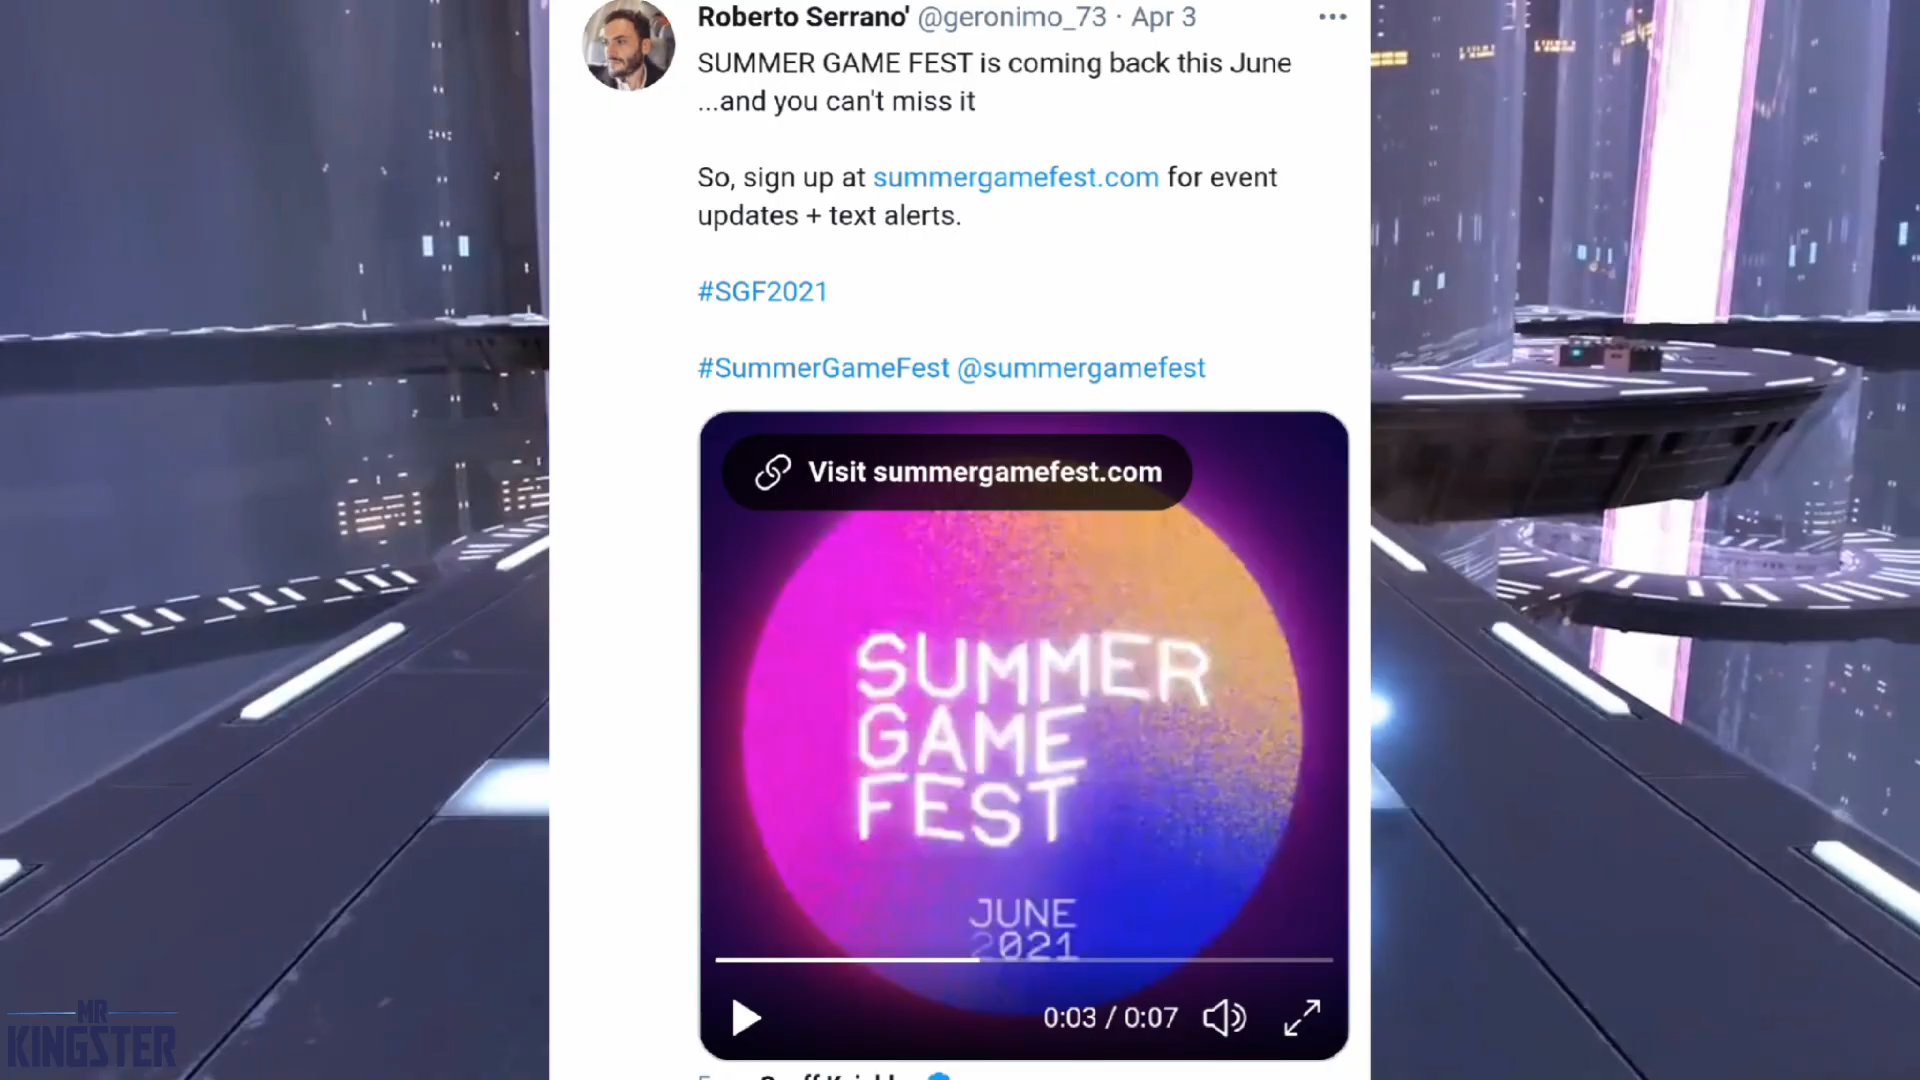 Roberto Serrano' @geronimo_73 · Apr 3
SUMMER GAME FEST is coming back this June
...and you can't miss it
So, sign up at summergamefest.com for event
updates + text alerts.
#SGF2021
#SummerGameFest @summergamefest
Visit summergamefest.com
SUMMER
GAME
FEST
JUNE
2021
0:03 / 0:07
MR
KINGSTER